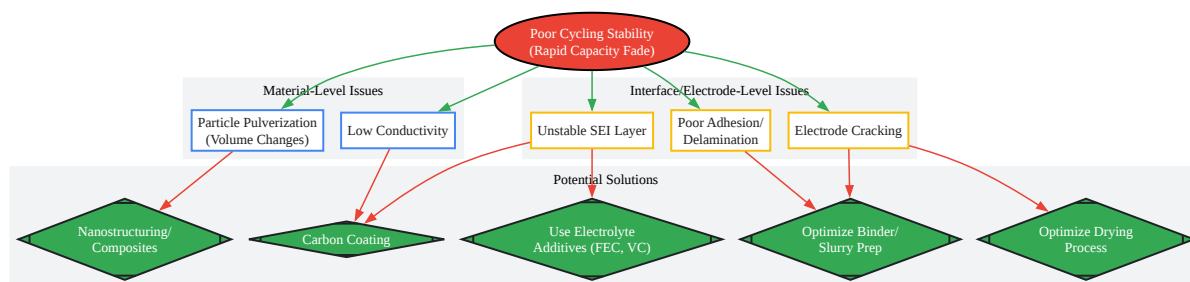 Poor Cycling Stability
(Rapid Capacity Fade)
Material-Level Issues
Interface/Electrode-Level Issues
Particle Pulverization
(Volume Changes)
Low Conductivity
Unstable SEI Layer
Poor Adhesion/
Delamination
Electrode Cracking
Potential Solutions
Nanostructuring/
Composites
Carbon Coating
Use Electrolyte
Additives (FEC, VC)
Optimize Binder/
Slurry Prep
Optimize Drying
Process